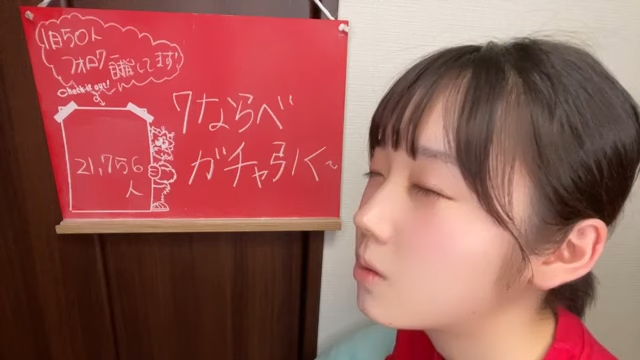 1日50人
フォロワー目指してます!
Check it out!
21,756
人
7ならべ
ガチャ引く~